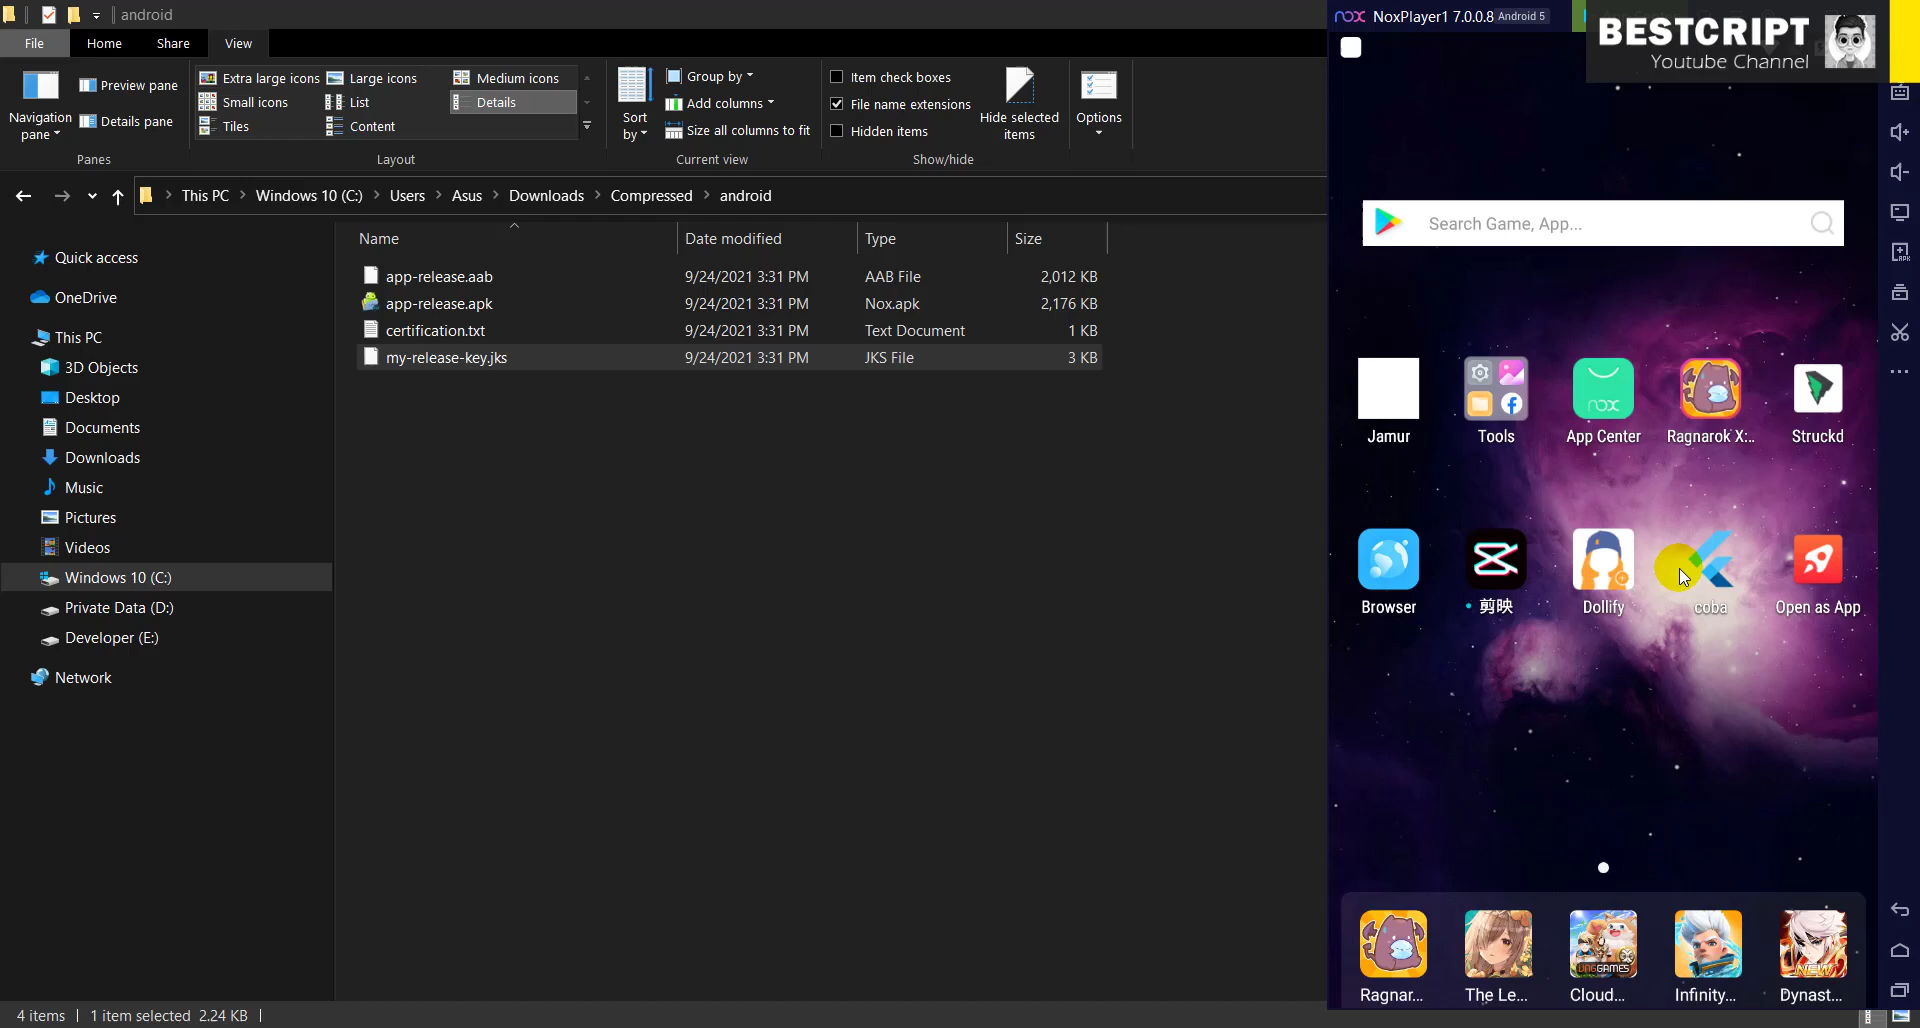 android
File
Home
Share
View
Navigation pane
Preview pane
Details pane
Panes
Extra large icons
Large icons
Medium icons
Small icons
List
Details
Tiles
Content
Layout
Sort by
Group by
Add columns
Size all columns to fit
Current view
Item check boxes
File name extensions
Hidden items
Hide selected items
Show/hide
Options
This PC
Windows 10 (C:)
Users
Asus
Downloads
Compressed
android
Name
Date modified
Type
Size
app-release.aab 9/24/2021 3:31 PM AAB File 2,012 KB
app-release.apk 9/24/2021 3:31 PM Nox.apk 2,176 KB
certification.txt 9/24/2021 3:31 PM Text Document 1 KB
my-release-key.jks 9/24/2021 3:31 PM JKS File 3 KB
Quick access
OneDrive
This PC
3D Objects
Desktop
Documents
Downloads
Music
Pictures
Videos
Windows 10 (C:)
Private Data (D:)
Developer (E:)
Network
4 items
1 item selected 2.24 KB
nox NoxPlayer1 7.0.0.8 Android 5
BESTCRIPT
Youtube Channel
Search Game, App...
Jamur
Tools
nox
App Center
Ragnarok X:..
Struckd
Browser
剪映
Dollify
coba
Open as App
Ragnar...
The Le...
VNGGAMES
Cloud...
Infinity...
NEW
Dynast...
APK